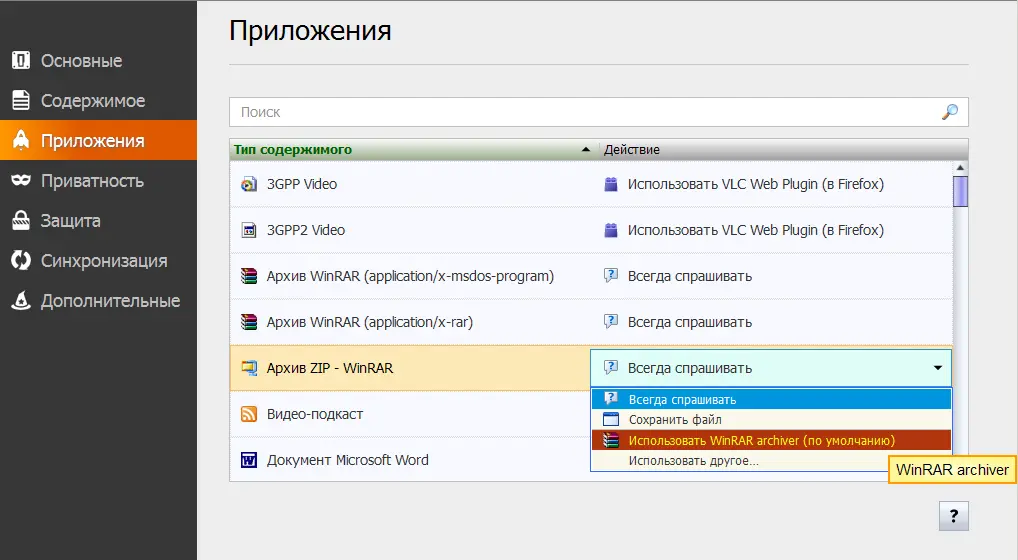 Приложения
Основные
Содержимое
Приложения
Приватность
Защита
Синхронизация
Дополнительные
Поиск
Тип содержимого Действие
3GPP Video Использовать VLC Web Plugin (в Firefox)
3GPP2 Video Использовать VLC Web Plugin (в Firefox)
Архив WinRAR (application/x-msdos-program) Всегда спрашивать
Архив WinRAR (application/x-rar) Всегда спрашивать
Архив ZIP - WinRAR Всегда спрашивать
Всегда спрашивать
Сохранить файл
Использовать WinRAR archiver (по умолчанию)
Использовать другое...
WinRAR archiver
Видео-подкаст
Документ Microsoft Word
?